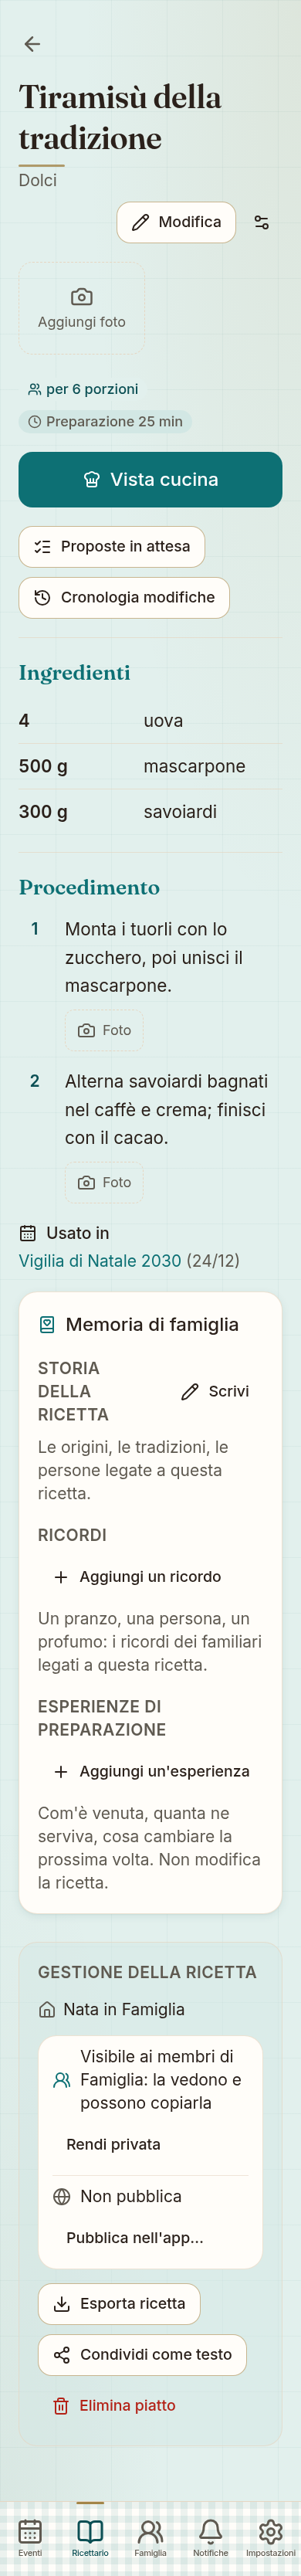 Tiramisù della
tradizione
Dolci
Modifica
Aggiungi foto
per 6 porzioni
Preparazione 25 min
Vista cucina
Proposte in attesa
Cronologia modifiche
Ingredienti
4 uova
500 g mascarpone
300 g savoiardi
Procedimento
1 Monta i tuorli con lo
zucchero, poi unisci il
mascarpone.
Foto
2 Alterna savoiardi bagnati
nel caffè e crema; finisci
con il cacao.
Foto
Usato in
Vigilia di Natale 2030 (24/12)
Memoria di famiglia
STORIA
DELLA
RICETTA
Scrivi
Le origini, le tradizioni, le
persone legate a questa
ricetta.
RICORDI
Aggiungi un ricordo
Un pranzo, una persona, un
profumo: i ricordi dei familiari
legati a questa ricetta.
ESPERIENZE DI
PREPARAZIONE
Aggiungi un'esperienza
Com'è venuta, quanta ne
serviva, cosa cambiare la
prossima volta. Non modifica
la ricetta.
GESTIONE DELLA RICETTA
Nata in Famiglia
Visibile ai membri di
Famiglia: la vedono e
possono copiarla
Rendi privata
Non pubblica
Pubblica nell'app...
Esporta ricetta
Condividi come testo
Elimina piatto
Eventi Ricettario Famiglia Notifiche Impostazioni